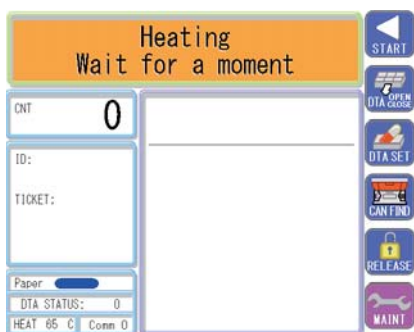 Heating
Wait for a moment
CNT
0
ID:
TICKET:
Paper
DTA STATUS: 0
HEAT 65 C Comm 0
START
DTA OPEN CLOSE
DTA SET
CAN FIND
RELEASE
MAINT